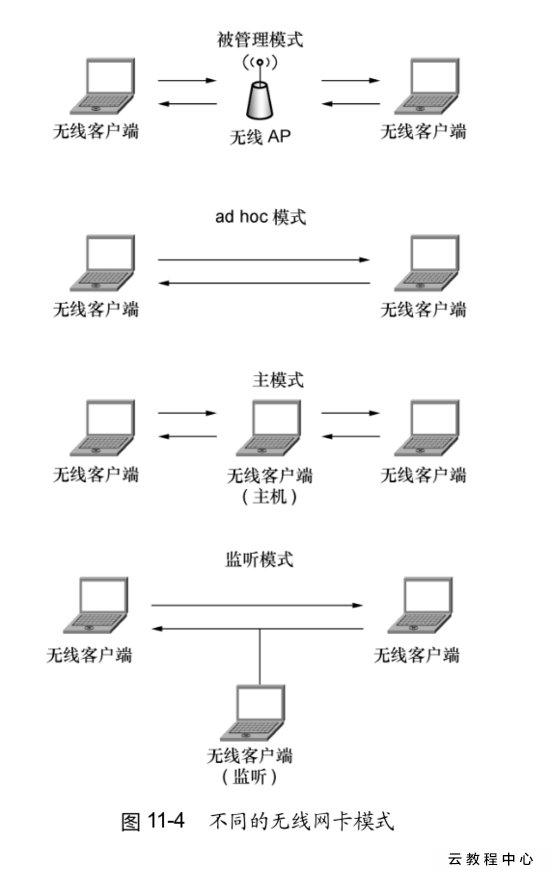 被管理模式
无线客户端
无线 AP
无线客户端
ad hoc 模式
无线客户端
无线客户端
主模式
无线客户端
无线客户端
(主机)
无线客户端
监听模式
无线客户端
无线客户端
无线客户端
(监听)
图 11-4 不同的无线网卡模式
云教程中心